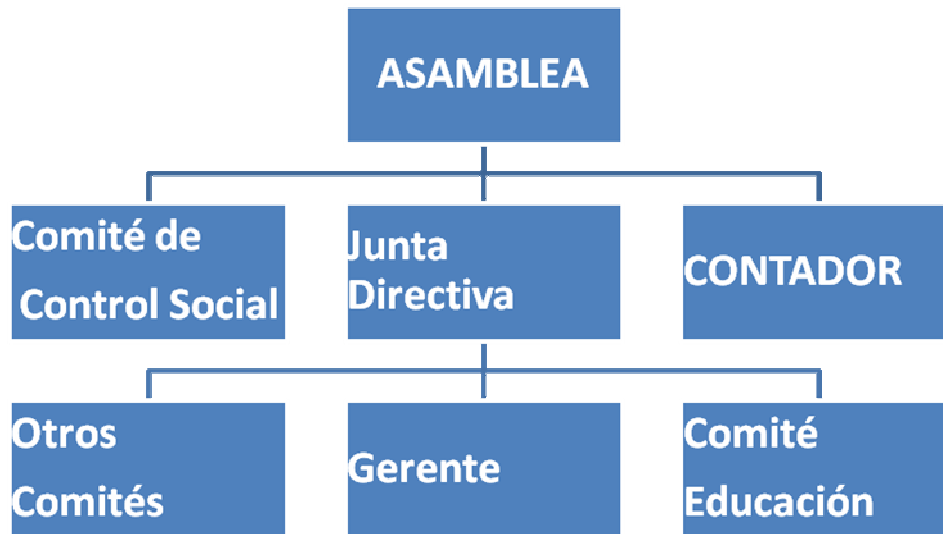 ASAMBLEA
Comité de
Control Social
Junta
Directiva
CONTADOR
Otros
Comités
Gerente
Comité
Educación